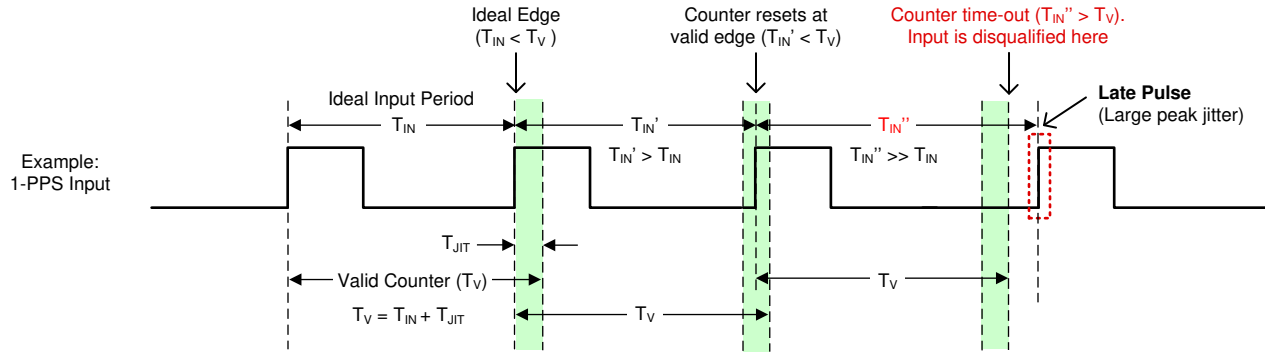 Ideal Edge
(TIN < TV )
Counter resets at
valid edge (TIN' < TV)
Counter time-out (TIN'' > TV).
Input is disqualified here
Late Pulse
(Large peak jitter)
Ideal Input Period
TIN
TIN'
TIN''
Example:
1-PPS Input
TIN' > TIN
TIN'' >> TIN
TJIT
Valid Counter (TV)
TV
TV = TIN + TJIT
TV